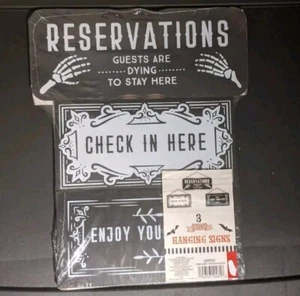 RESERVATIONS
GUESTS ARE
DYING
TO STAY HERE
CHECK IN HERE
ENJOY YOU
RESERVATIONS
3
HANGING SIGNS